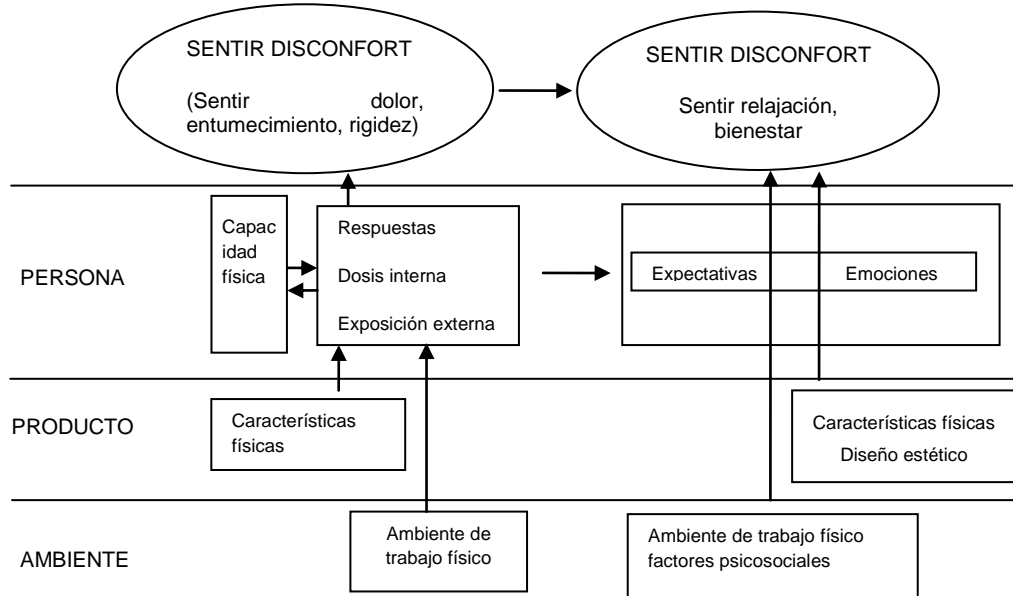 SENTIR DISCONFORT
(Sentir dolor,
entumecimiento, rigidez)
SENTIR DISCONFORT
Sentir relajación,
bienestar
PERSONA
Capac
idad
física
Respuestas
Dosis interna
Exposición externa
Expectativas
Emociones
PRODUCTO
Características
físicas
Características físicas
Diseño estético
AMBIENTE
Ambiente de
trabajo físico
Ambiente de trabajo físico
factores psicosociales